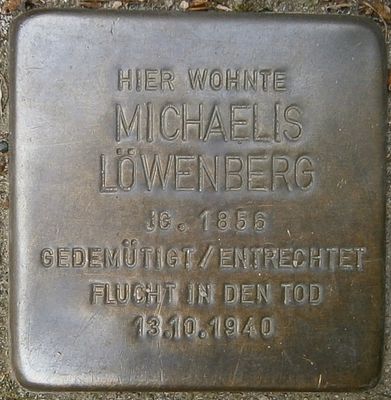 HIER WOHNTE
MICHAELIS
LÖWENBERG
JG. 1856
GEDEMÜTIGT / ENTRECHTET
FLUCHT IN DEN TOD
13.10.1940